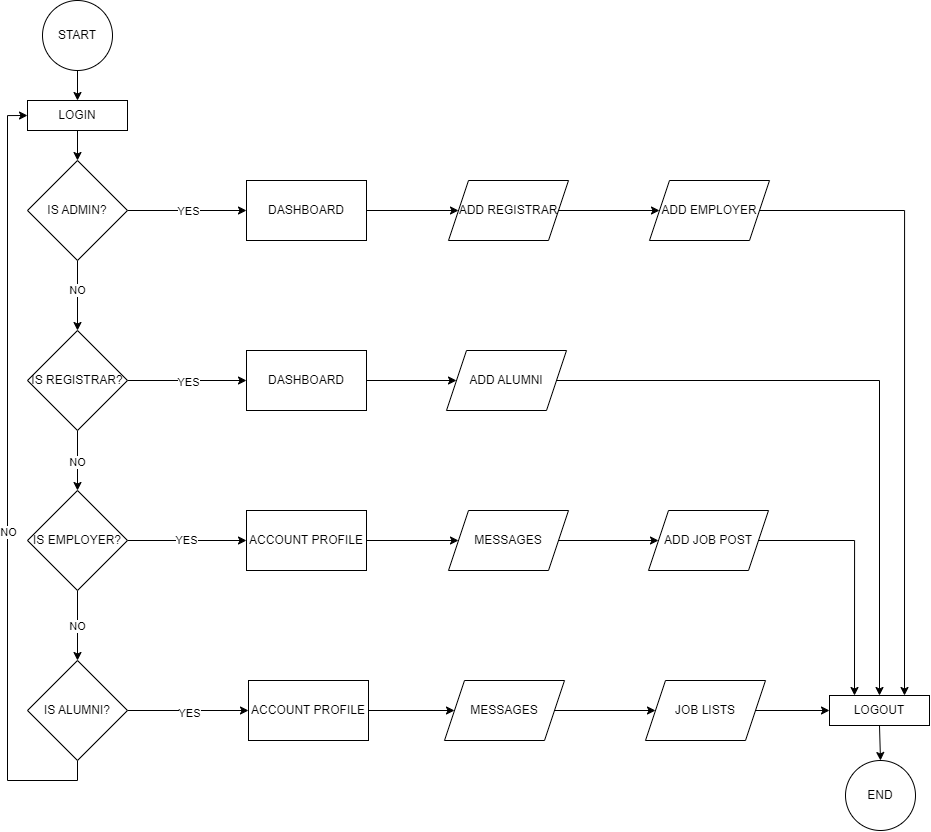 START
LOGIN
IS ADMIN?
YES
DASHBOARD
ADD REGISTRAR
ADD EMPLOYER
NO
IS REGISTRAR?
YES
DASHBOARD
ADD ALUMNI
NO
NO
IS EMPLOYER?
YES
ACCOUNT PROFILE
MESSAGES
ADD JOB POST
NO
IS ALUMNI?
YES
ACCOUNT PROFILE
MESSAGES
JOB LISTS
LOGOUT
END